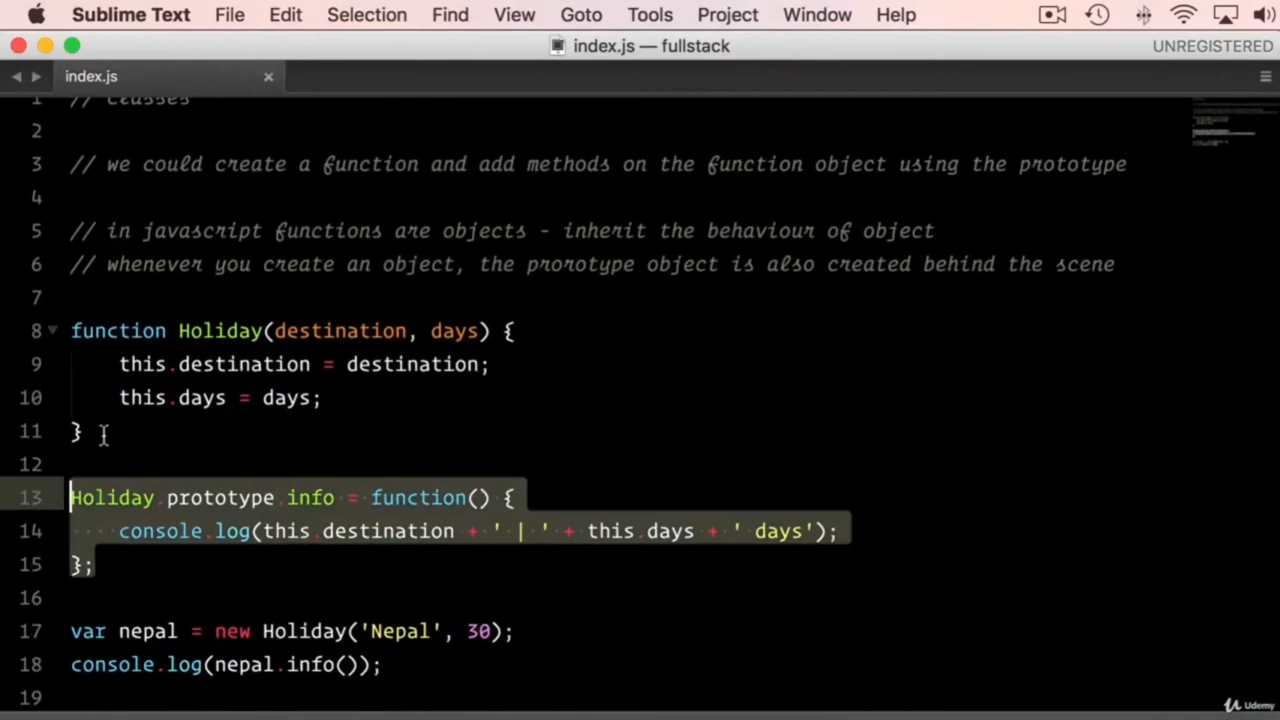 Sublime Text File Edit Selection Find View Goto Tools Project Window Help
index.js — fullstack
UNREGISTERED
index.js
1 // Classes
2
3 // we could create a function and add methods on the function object using the prototype
4
5 // in javascript functions are objects - inherit the behaviour of object
6 // whenever you create an object, the prorotype object is also created behind the scene
7
8 function Holiday(destination, days) {
9 this.destination = destination;
10 this.days = days;
11 }
12
13 Holiday.prototype.info = function() {
14 console.log(this.destination + ' | ' + this.days + ' days');
15 };
16
17 var nepal = new Holiday('Nepal', 30);
18 console.log(nepal.info());
19
Udemy